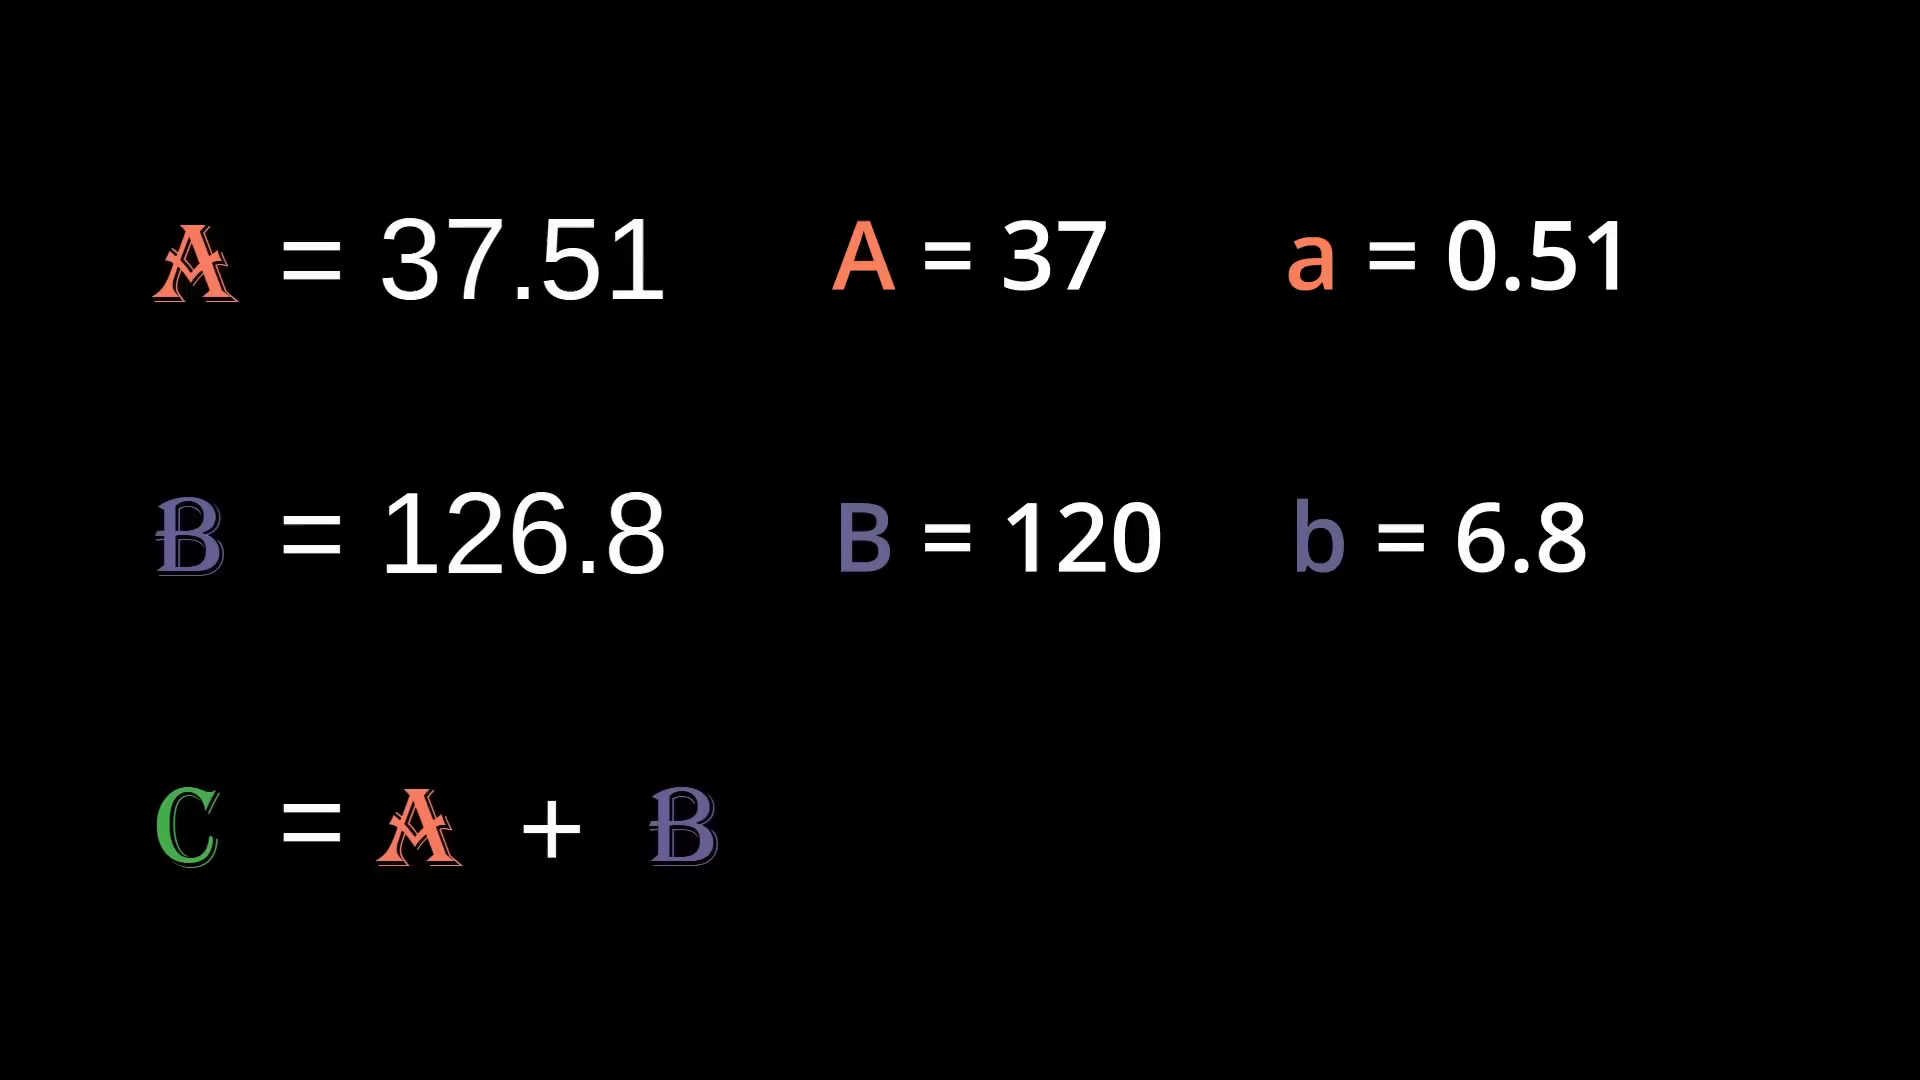 A = 37.51 A = 37 a = 0.51
B = 126.8 B = 120 b = 6.8
C = A + B